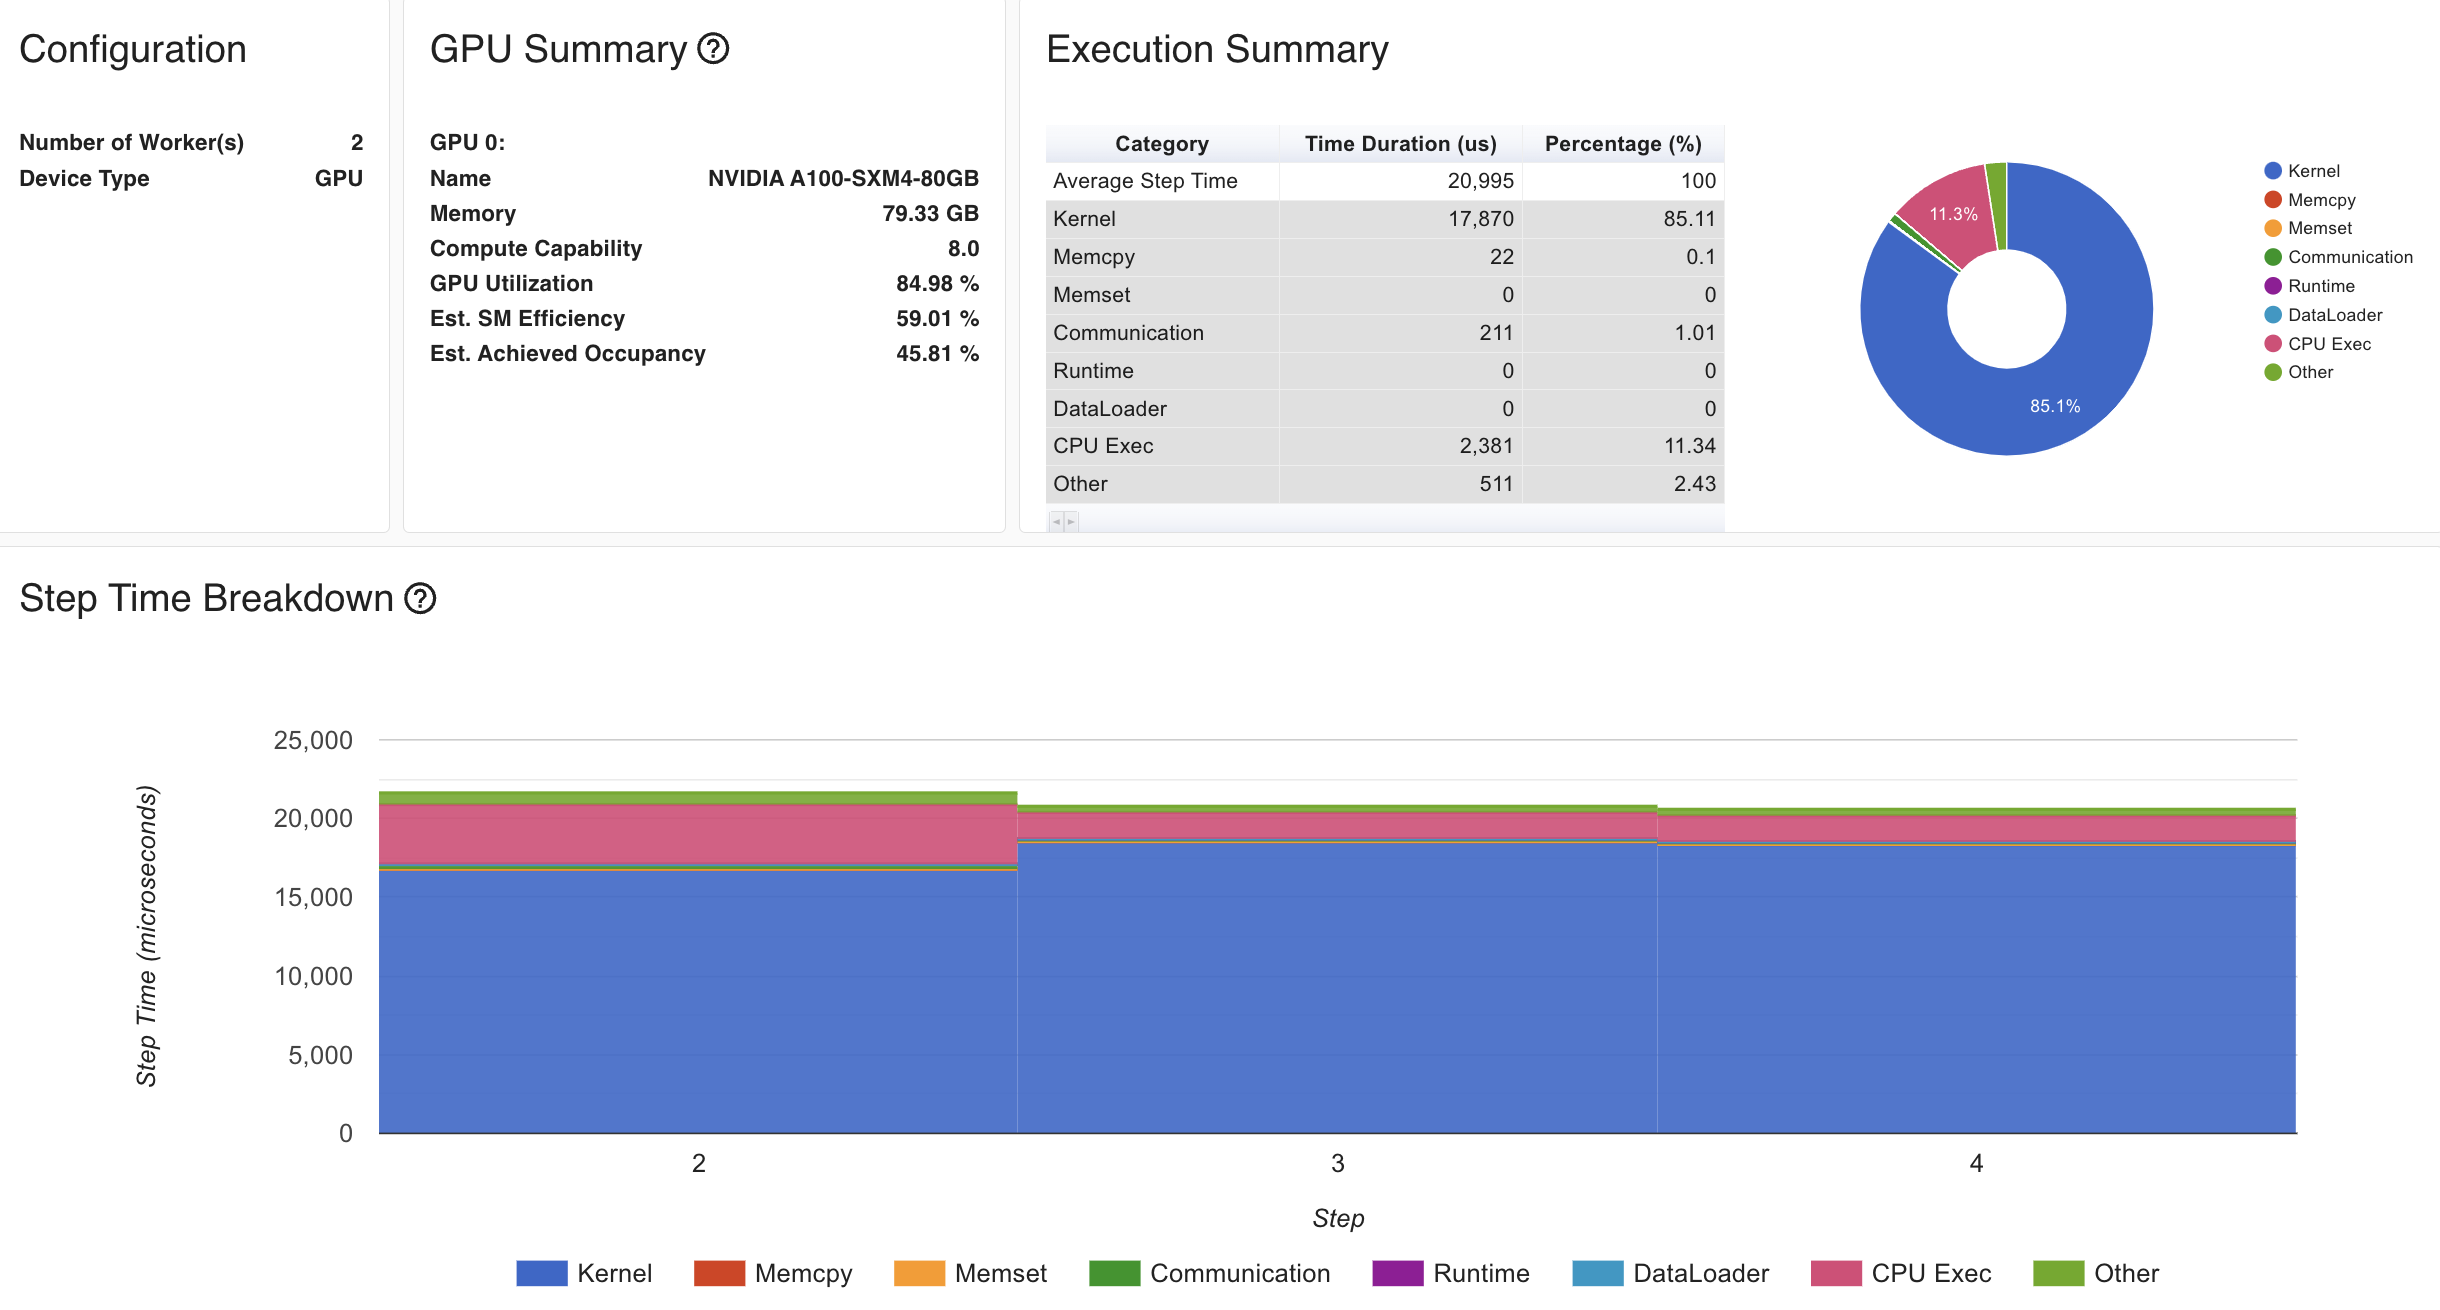 Configuration
Number of Worker(s) 2
Device Type GPU
GPU Summary ?
GPU 0:
Name NVIDIA A100-SXM4-80GB
Memory 79.33 GB
Compute Capability 8.0
GPU Utilization 84.98 %
Est. SM Efficiency 59.01 %
Est. Achieved Occupancy 45.81 %
Execution Summary
Category Time Duration (us) Percentage (%)
Average Step Time 20,995 100
Kernel 17,870 85.11
Memcpy 22 0.1
Memset 0 0
Communication 211 1.01
Runtime 0 0
DataLoader 0 0
CPU Exec 2,381 11.34
Other 511 2.43
11.3%
85.1%
Kernel
Memcpy
Memset
Communication
Runtime
DataLoader
CPU Exec
Other
Step Time Breakdown ?
Step Time (microseconds)
25,000
20,000
15,000
10,000
5,000
0
2 3 4
Step
Kernel Memcpy Memset Communication Runtime DataLoader CPU Exec Other